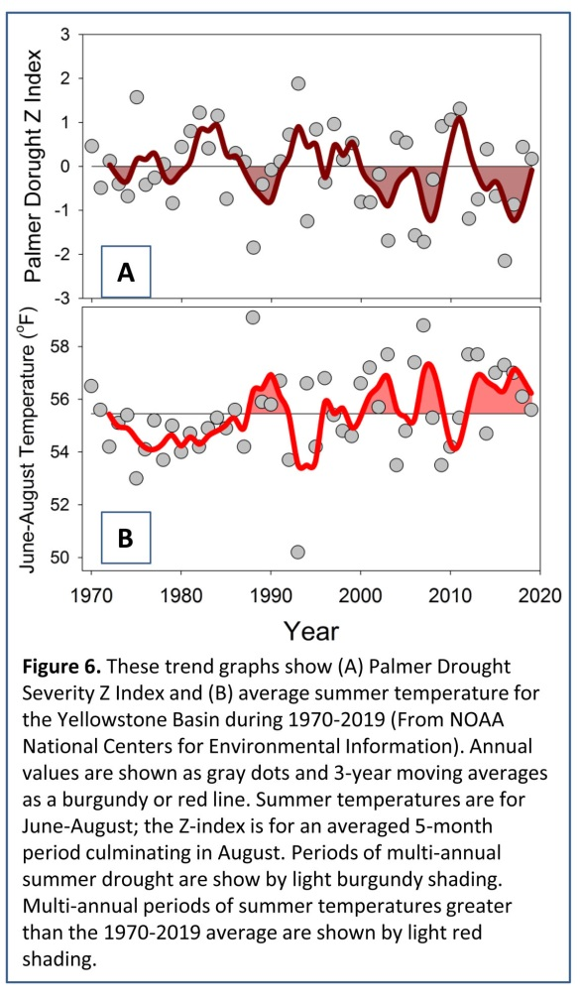 3
2
1
0
-1
-2
-3
Palmer Dorught Z Index
A
58
56
54
52
50
June-August Temperature (⁰F)
B
1970 1980 1990 2000 2010 2020
Year
Figure 6. These trend graphs show (A) Palmer Drought
Severity Z Index and (B) average summer temperature for
the Yellowstone Basin during 1970-2019 (From NOAA
National Centers for Environmental Information). Annual
values are shown as gray dots and 3-year moving averages
as a burgundy or red line. Summer temperatures are for
June-August; the Z-index is for an averaged 5-month
period culminating in August. Periods of multi-annual
summer drought are show by light burgundy shading.
Multi-annual periods of summer temperatures greater
than the 1970-2019 average are shown by light red
shading.